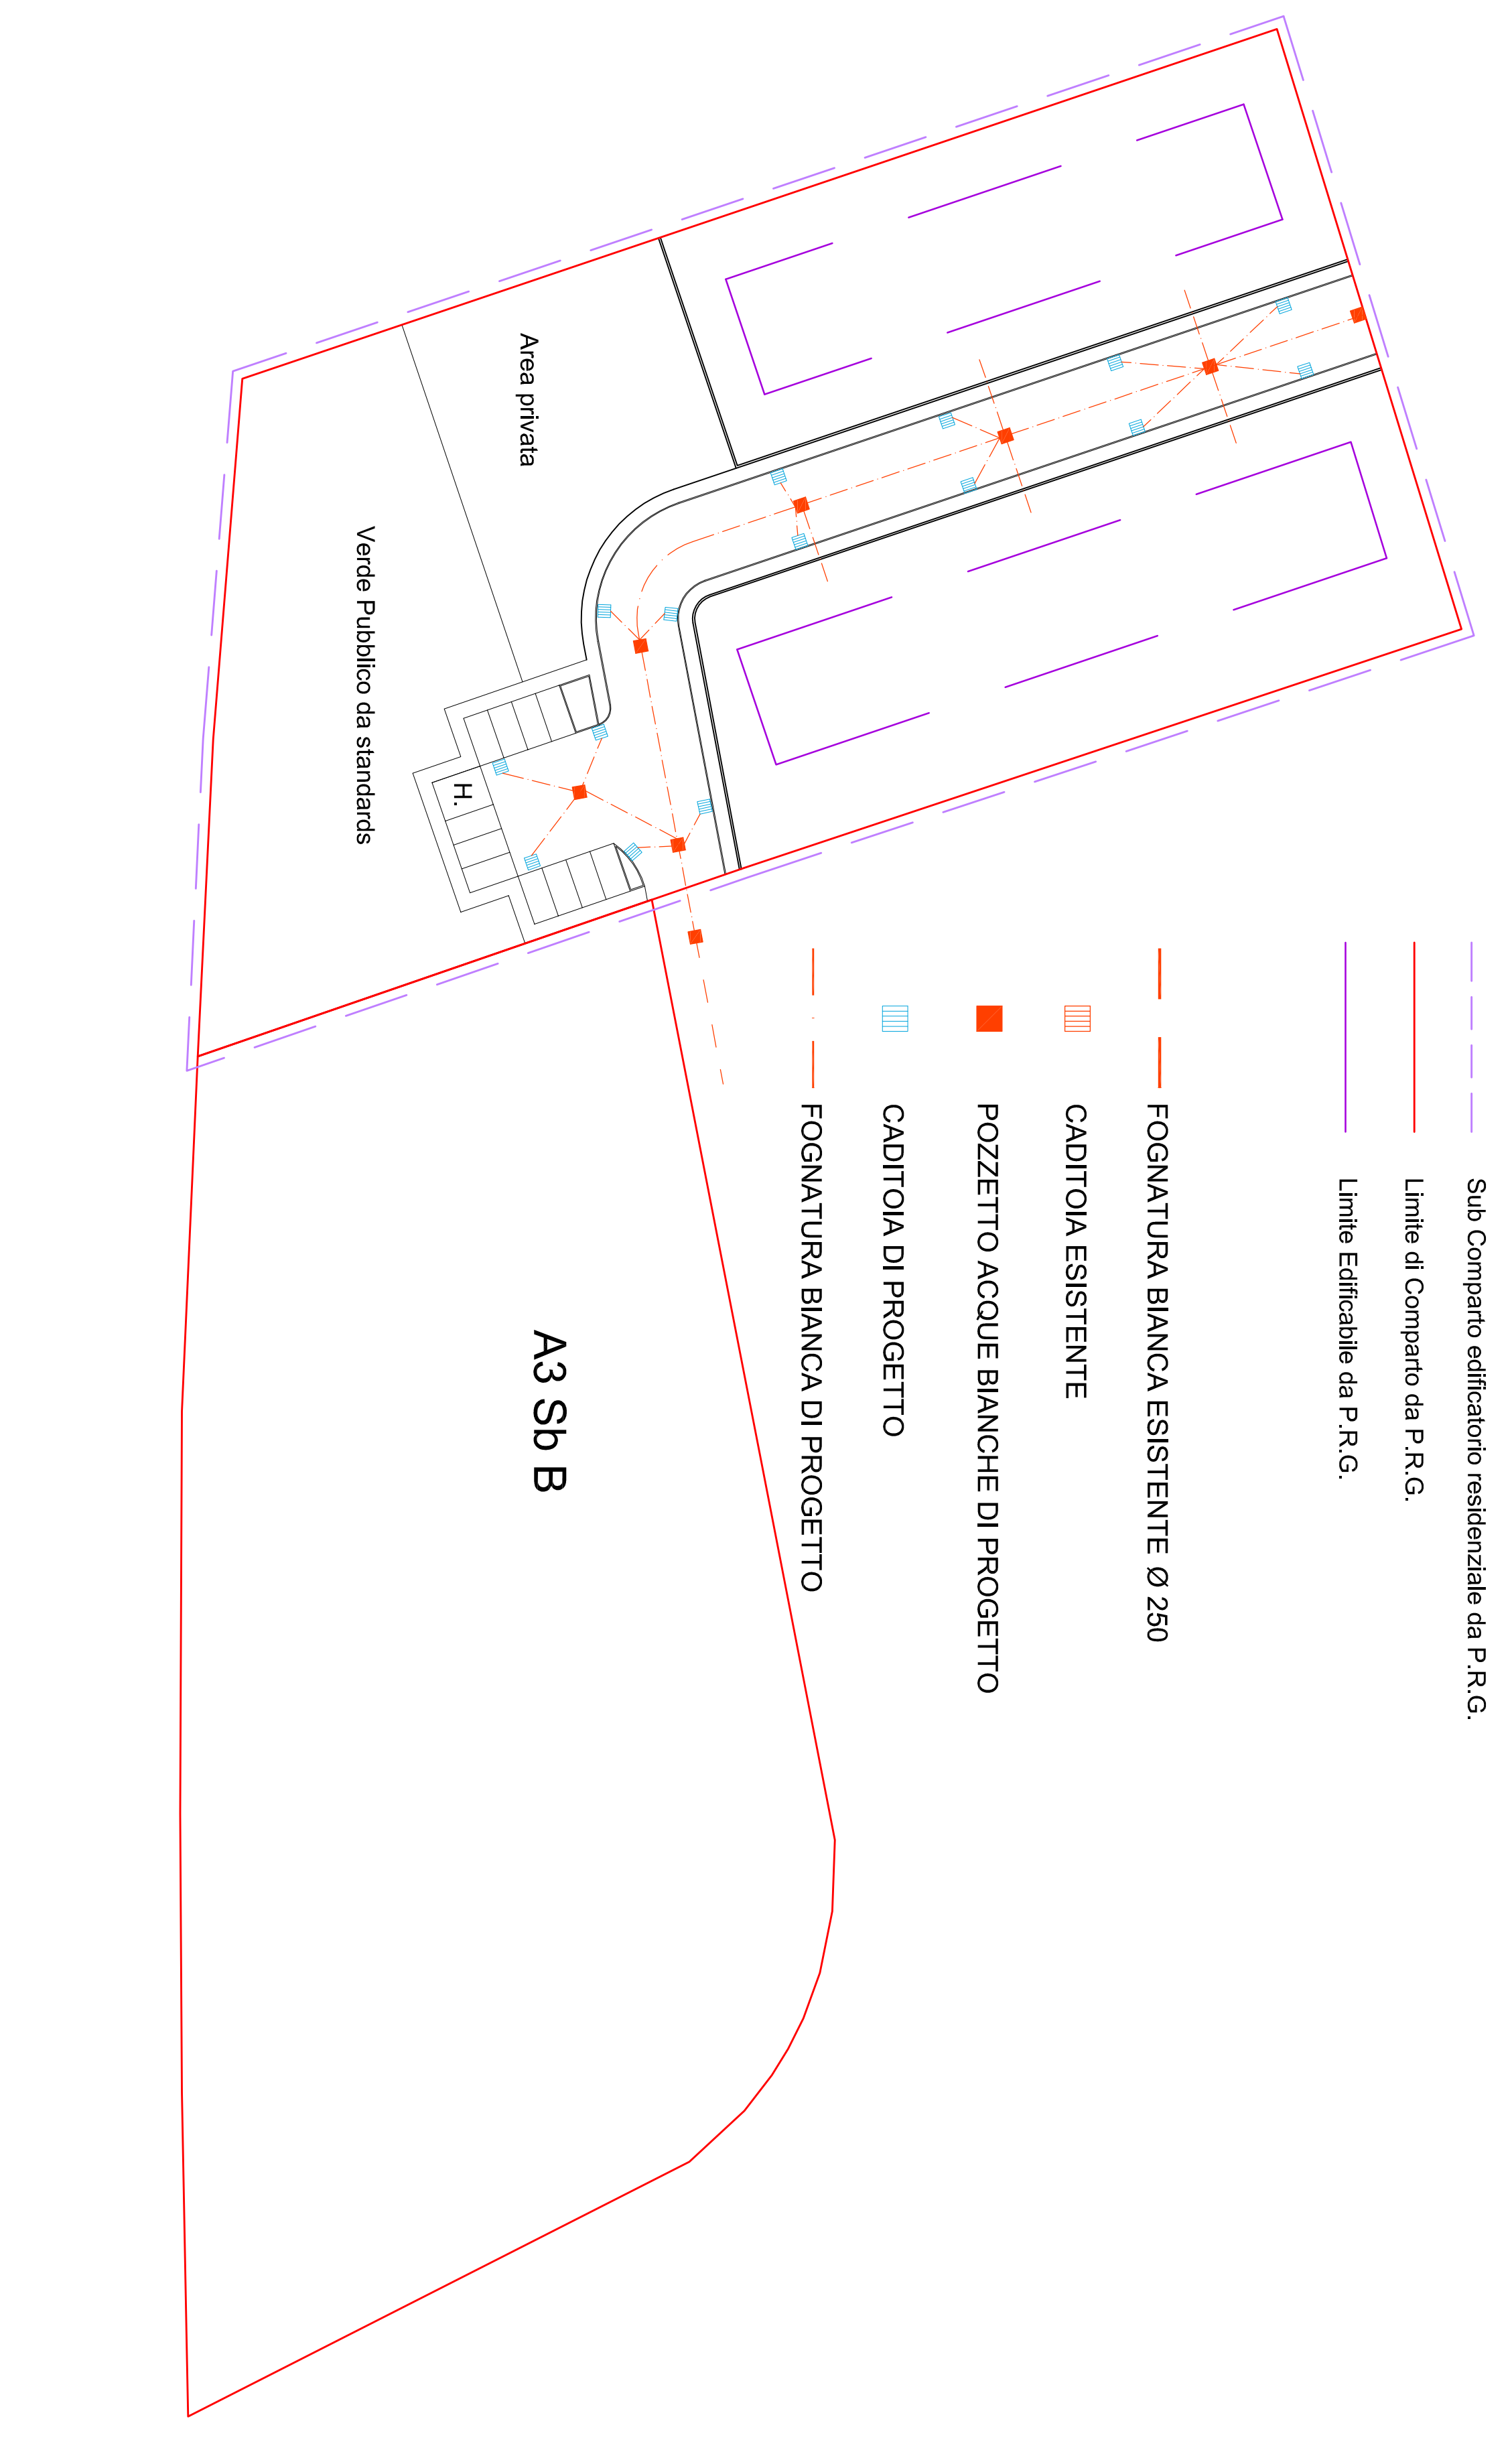 Sub Comparto edificatorio residenziale da P.R.G.
Limite di Comparto da P.R.G.
Limite Edificabile da P.R.G.
FOGNATURA BIANCA ESISTENTE Ø 250
CADITOIA ESISTENTE
POZZETTO ACQUE BIANCHE DI PROGETTO
CADITOIA DI PROGETTO
FOGNATURA BIANCA DI PROGETTO
Area privata
Verde Pubblico da standards
H.
A3 Sb B